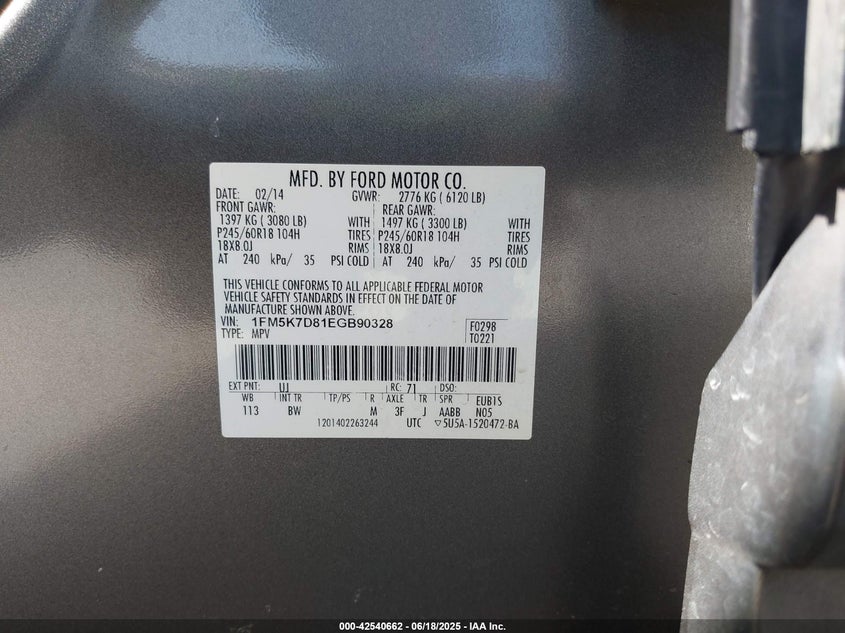 MFD. BY FORD MOTOR CO.
DATE: 02/14 GVWR: 2776 KG ( 6120 LB)
FRONT GAWR: REAR GAWR:
1397 KG ( 3080 LB) WITH 1497 KG ( 3300 LB) WITH
P245/60R18 104H TIRES P245/60R18 104H TIRES
18X8.0J RIMS 18X8.0J RIMS
AT 240 kPa/ 35 PSI COLD AT 240 kPa/ 35 PSI COLD
THIS VEHICLE CONFORMS TO ALL APPLICABLE FEDERAL MOTOR
VEHICLE SAFETY STANDARDS IN EFFECT ON THE DATE OF
MANUFACTURE SHOWN ABOVE.
VIN: 1FM5K7D81EGB90328 F0298
TYPE: MPV T0221
EXT PNT: UJ RC: 71 DSO:
WB INT TR TP/PS R AXLE TR SPR EUB1S
113 BW M 3F J AABB N05
1201402263244 UTC ▽5U5A-1520472-BA
000-42540662 - 06/18/2025 - IAA Inc.